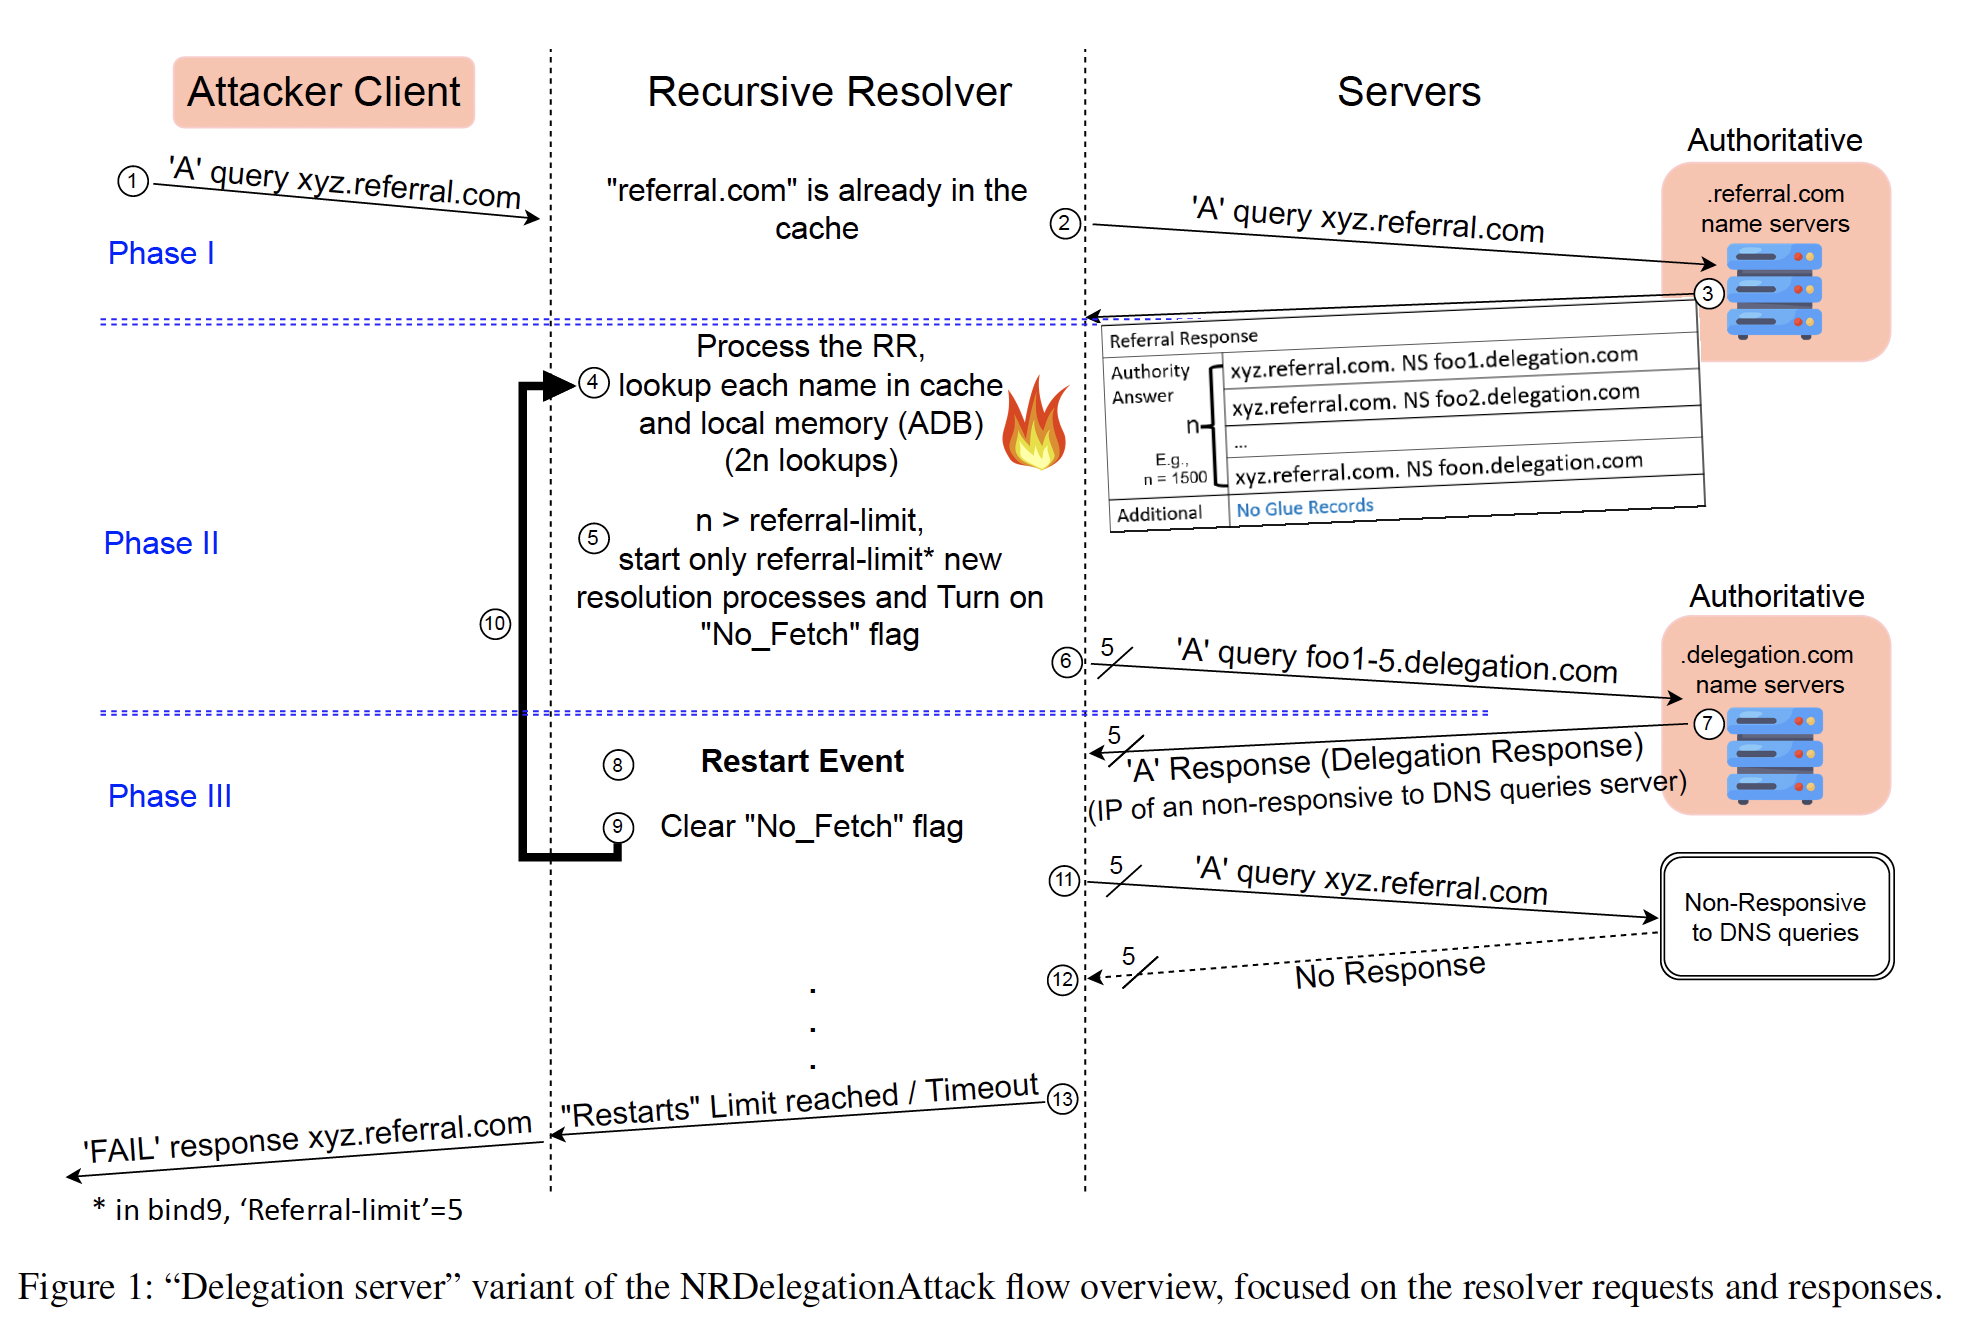 Attacker Client
Recursive Resolver
Servers
Authoritative
.referral.com
name servers
1
'A' query xyz.referral.com
"referral.com" is already in the
cache
2
'A' query xyz.referral.com
Phase I
3
Referral Response
Authority
Answer
n
E.g.,
n = 1500
xyz.referral.com. NS foo1.delegation.com
xyz.referral.com. NS foo2.delegation.com
...
xyz.referral.com. NS foon.delegation.com
Additional
No Glue Records
4
Process the RR,
lookup each name in cache
and local memory (ADB)
(2n lookups)
Phase II
5
n > referral-limit,
start only referral-limit* new
resolution processes and Turn on
"No_Fetch" flag
10
Authoritative
.delegation.com
name servers
6
5
'A' query foo1-5.delegation.com
7
5
'A' Response (Delegation Response)
(IP of an non-responsive to DNS queries server)
Phase III
8
Restart Event
9
Clear "No_Fetch" flag
11
5
'A' query xyz.referral.com
Non-Responsive
to DNS queries
12
5
No Response
.
.
.
13
"Restarts" Limit reached / Timeout
'FAIL' response xyz.referral.com
* in bind9, ‘Referral-limit’=5
Figure 1: “Delegation server” variant of the NRDelegationAttack flow overview, focused on the resolver requests and responses.